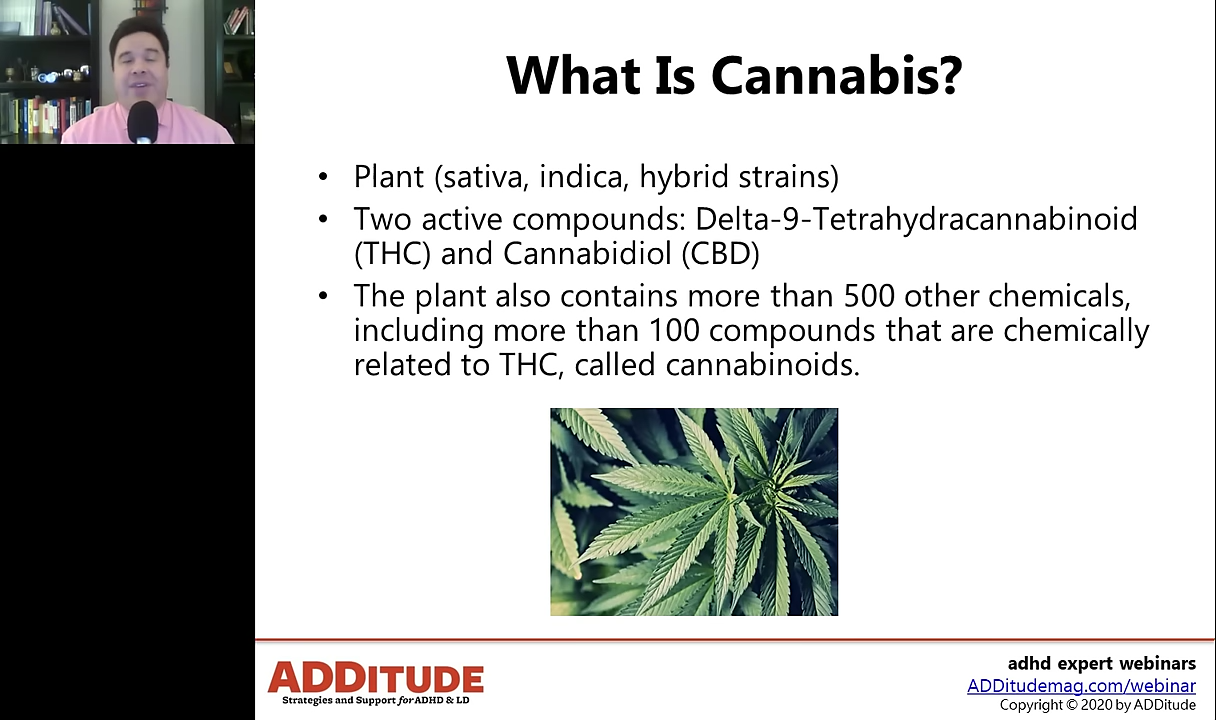 What Is Cannabis?
• Plant (sativa, indica, hybrid strains)
• Two active compounds: Delta-9-Tetrahydracannabinoid
(THC) and Cannabidiol (CBD)
• The plant also contains more than 500 other chemicals,
including more than 100 compounds that are chemically
related to THC, called cannabinoids.
ADDITUDE
Strategies and Support for ADHD & LD
adhd expert webinars
ADDitudemag.com/webinar
Copyright © 2020 by ADDitude